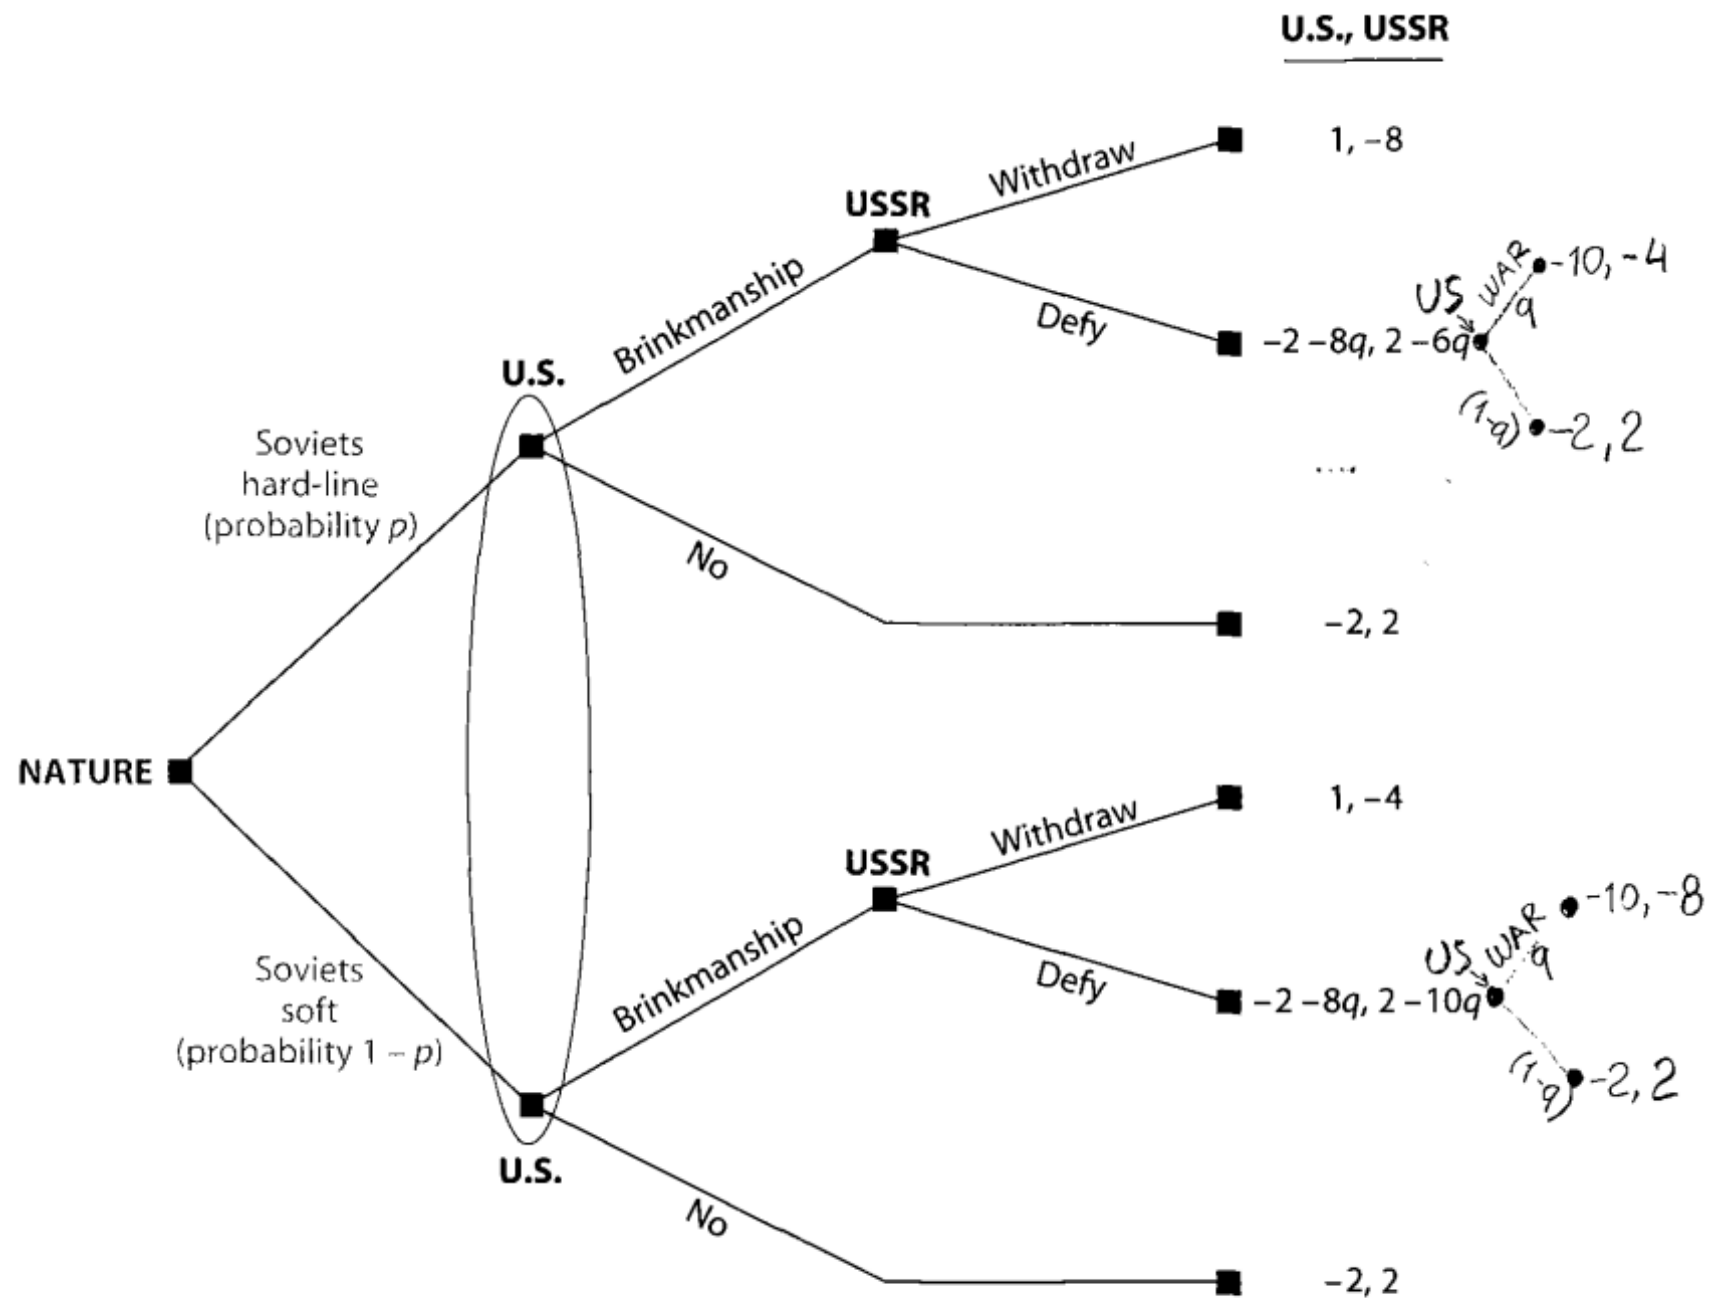 U.S., USSR
1, –8
Withdraw
USSR
Brinkmanship
Defy
–2 –8q, 2 –6q
US
WAR
q
-10, -4
(1-q)
-2, 2
U.S.
Soviets
hard-line
(probability p)
No
....
–2, 2
NATURE
1, –4
Withdraw
USSR
Brinkmanship
Defy
–2 –8q, 2 –10q
US
WAR
q
-10, -8
(1-q)
-2, 2
Soviets
soft
(probability 1 – p)
U.S.
No
–2, 2